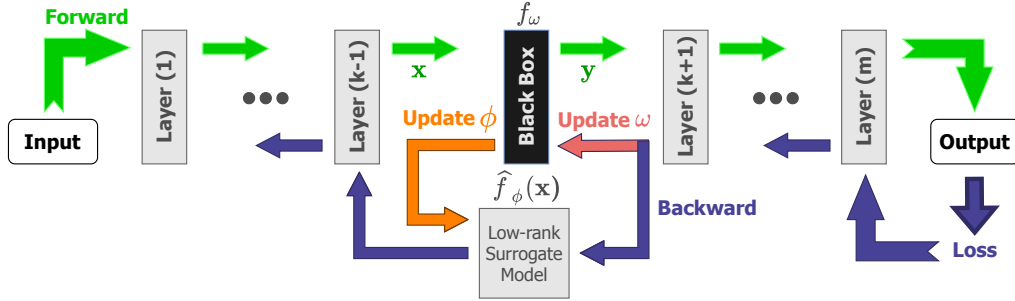 Forward
f_ω
Input
Layer (1)
•••
Layer (k-1)
x
Black Box
y
Layer (k+1)
•••
Layer (m)
Output
Update ϕ
Update ω
f̂_ϕ(x)
Backward
Low-rank
Surrogate
Model
Loss